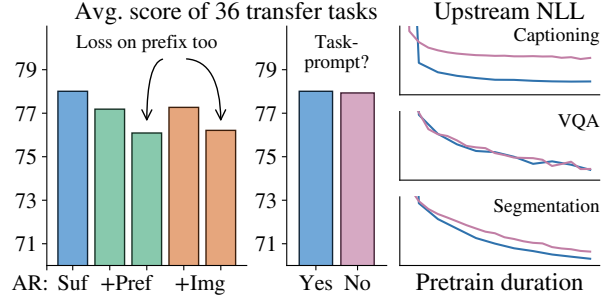 Avg. score of 36 transfer tasks
Upstream NLL
Loss on prefix too
79
77
75
73
71
AR: Suf +Pref +Img
Task-
prompt?
79
77
75
73
71
Yes No
Captioning
VQA
Segmentation
Pretrain duration